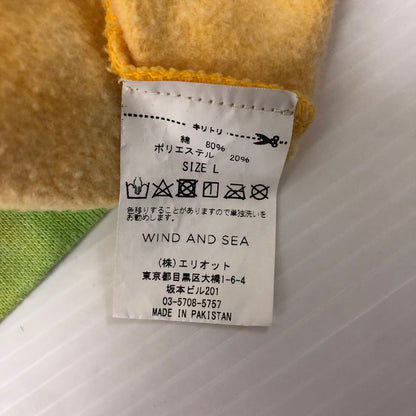 キリトリ
綿 80%
ポリエステル 20%
SIZE L
色移りすることがありますので単独洗いを
お勧めします。
WIND AND SEA
(株)エリオット
東京都目黒区大橋1-6-4
坂本ビル201
03-5708-5757
MADE IN PAKISTAN